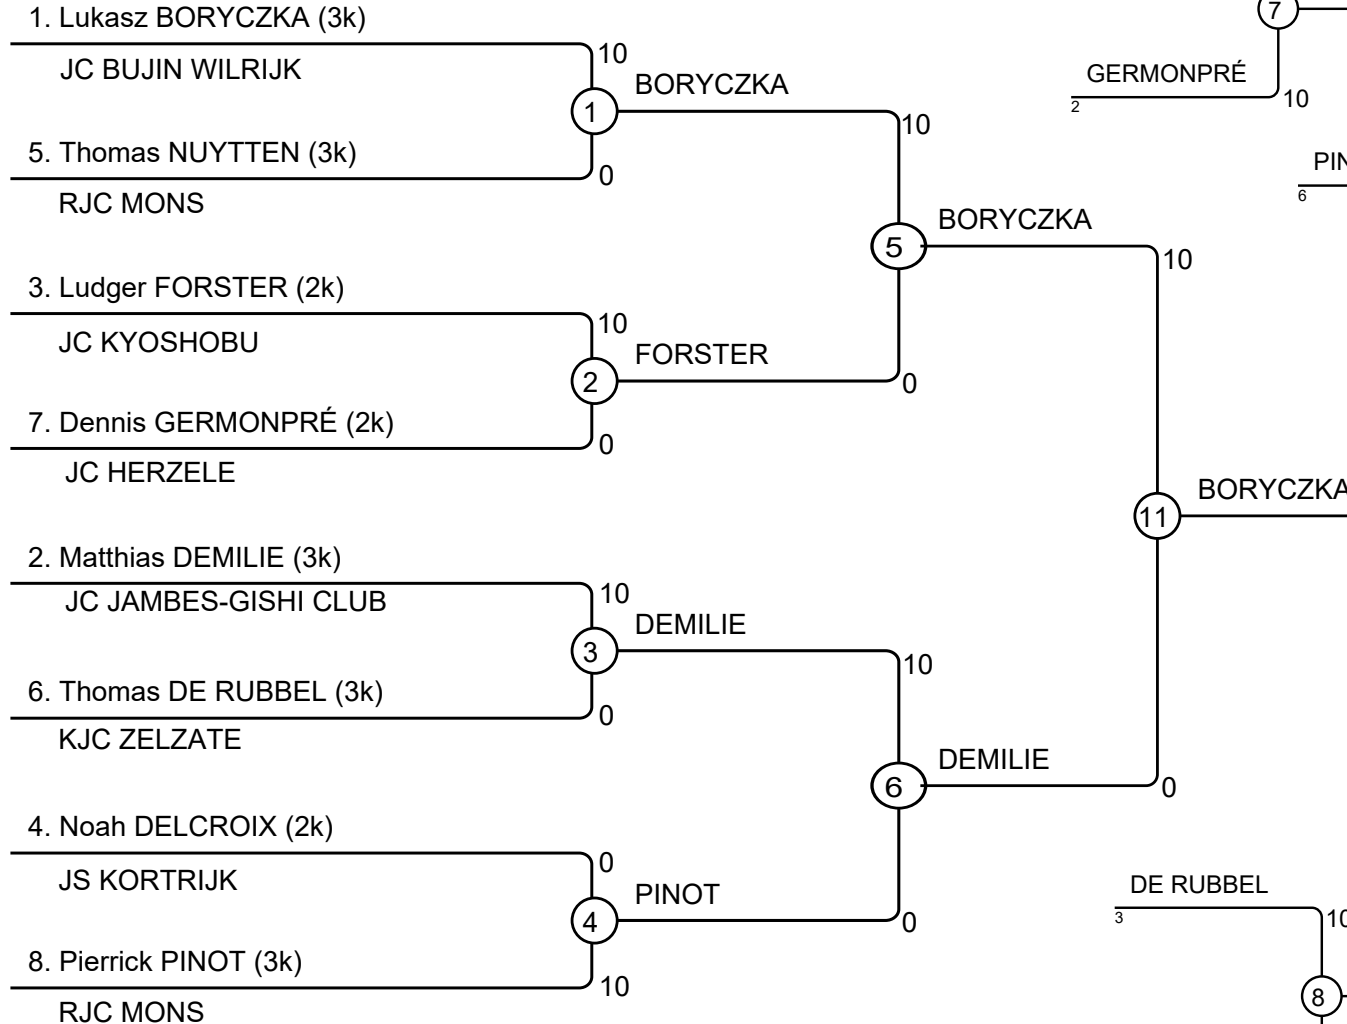 1. Lukasz BORYCZKA (3k)
JC BUJIN WILRIJK
10
1
BORYCZKA
5. Thomas NUYTTEN (3k)
0
RJC MONS
10
5
BORYCZKA
3. Ludger FORSTER (2k)
JC KYOSHOBU
10
2
FORSTER
0
7. Dennis GERMONPRÉ (2k)
0
JC HERZELE
10
11
BORYCZKA
2. Matthias DEMILIE (3k)
JC JAMBES-GISHI CLUB
10
3
DEMILIE
6. Thomas DE RUBBEL (3k)
0
KJC ZELZATE
10
6
DEMILIE
0
4. Noah DELCROIX (2k)
0
JS KORTRIJK
4
PINOT
0
8. Pierrick PINOT (3k)
10
RJC MONS
7
GERMONPRÉ
2
10
6
DE RUBBEL
3
10
8